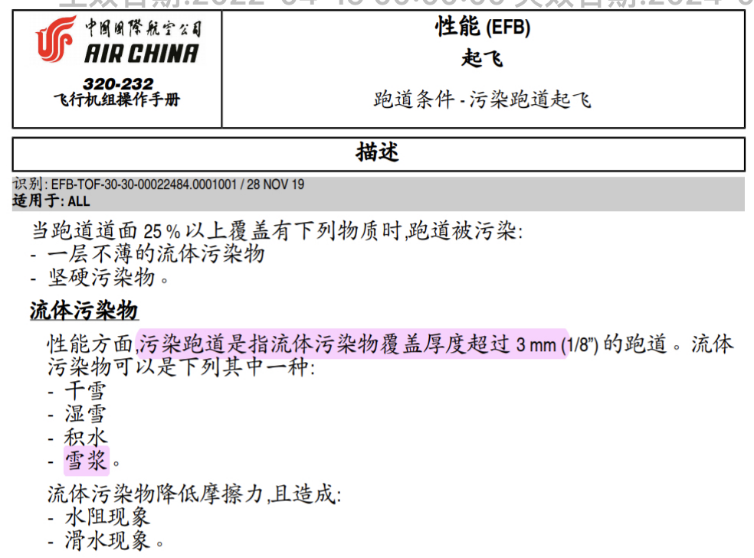 生效日期:2022-04-15 00:00:00 失效日期:2024-0
中國國際航空公司
AIR CHINA
320-232
飞行机组操作手册
性能 (EFB)
起飞
跑道条件 - 污染跑道起飞
描述
识别: EFB-TOF-30-30-00022484.0001001 / 28 NOV 19
适用于: ALL
当跑道道面 25 % 以上覆盖有下列物质时,跑道被污染:
- 一层不薄的流体污染物
- 坚硬污染物。
流体污染物
性能方面,污染跑道是指流体污染物覆盖厚度超过 3 mm (1/8”) 的跑道。流体
污染物可以是下列其中一种:
- 干雪
- 湿雪
- 积水
- 雪浆。
流体污染物降低摩擦力,且造成:
- 水阻现象
- 滑水现象。